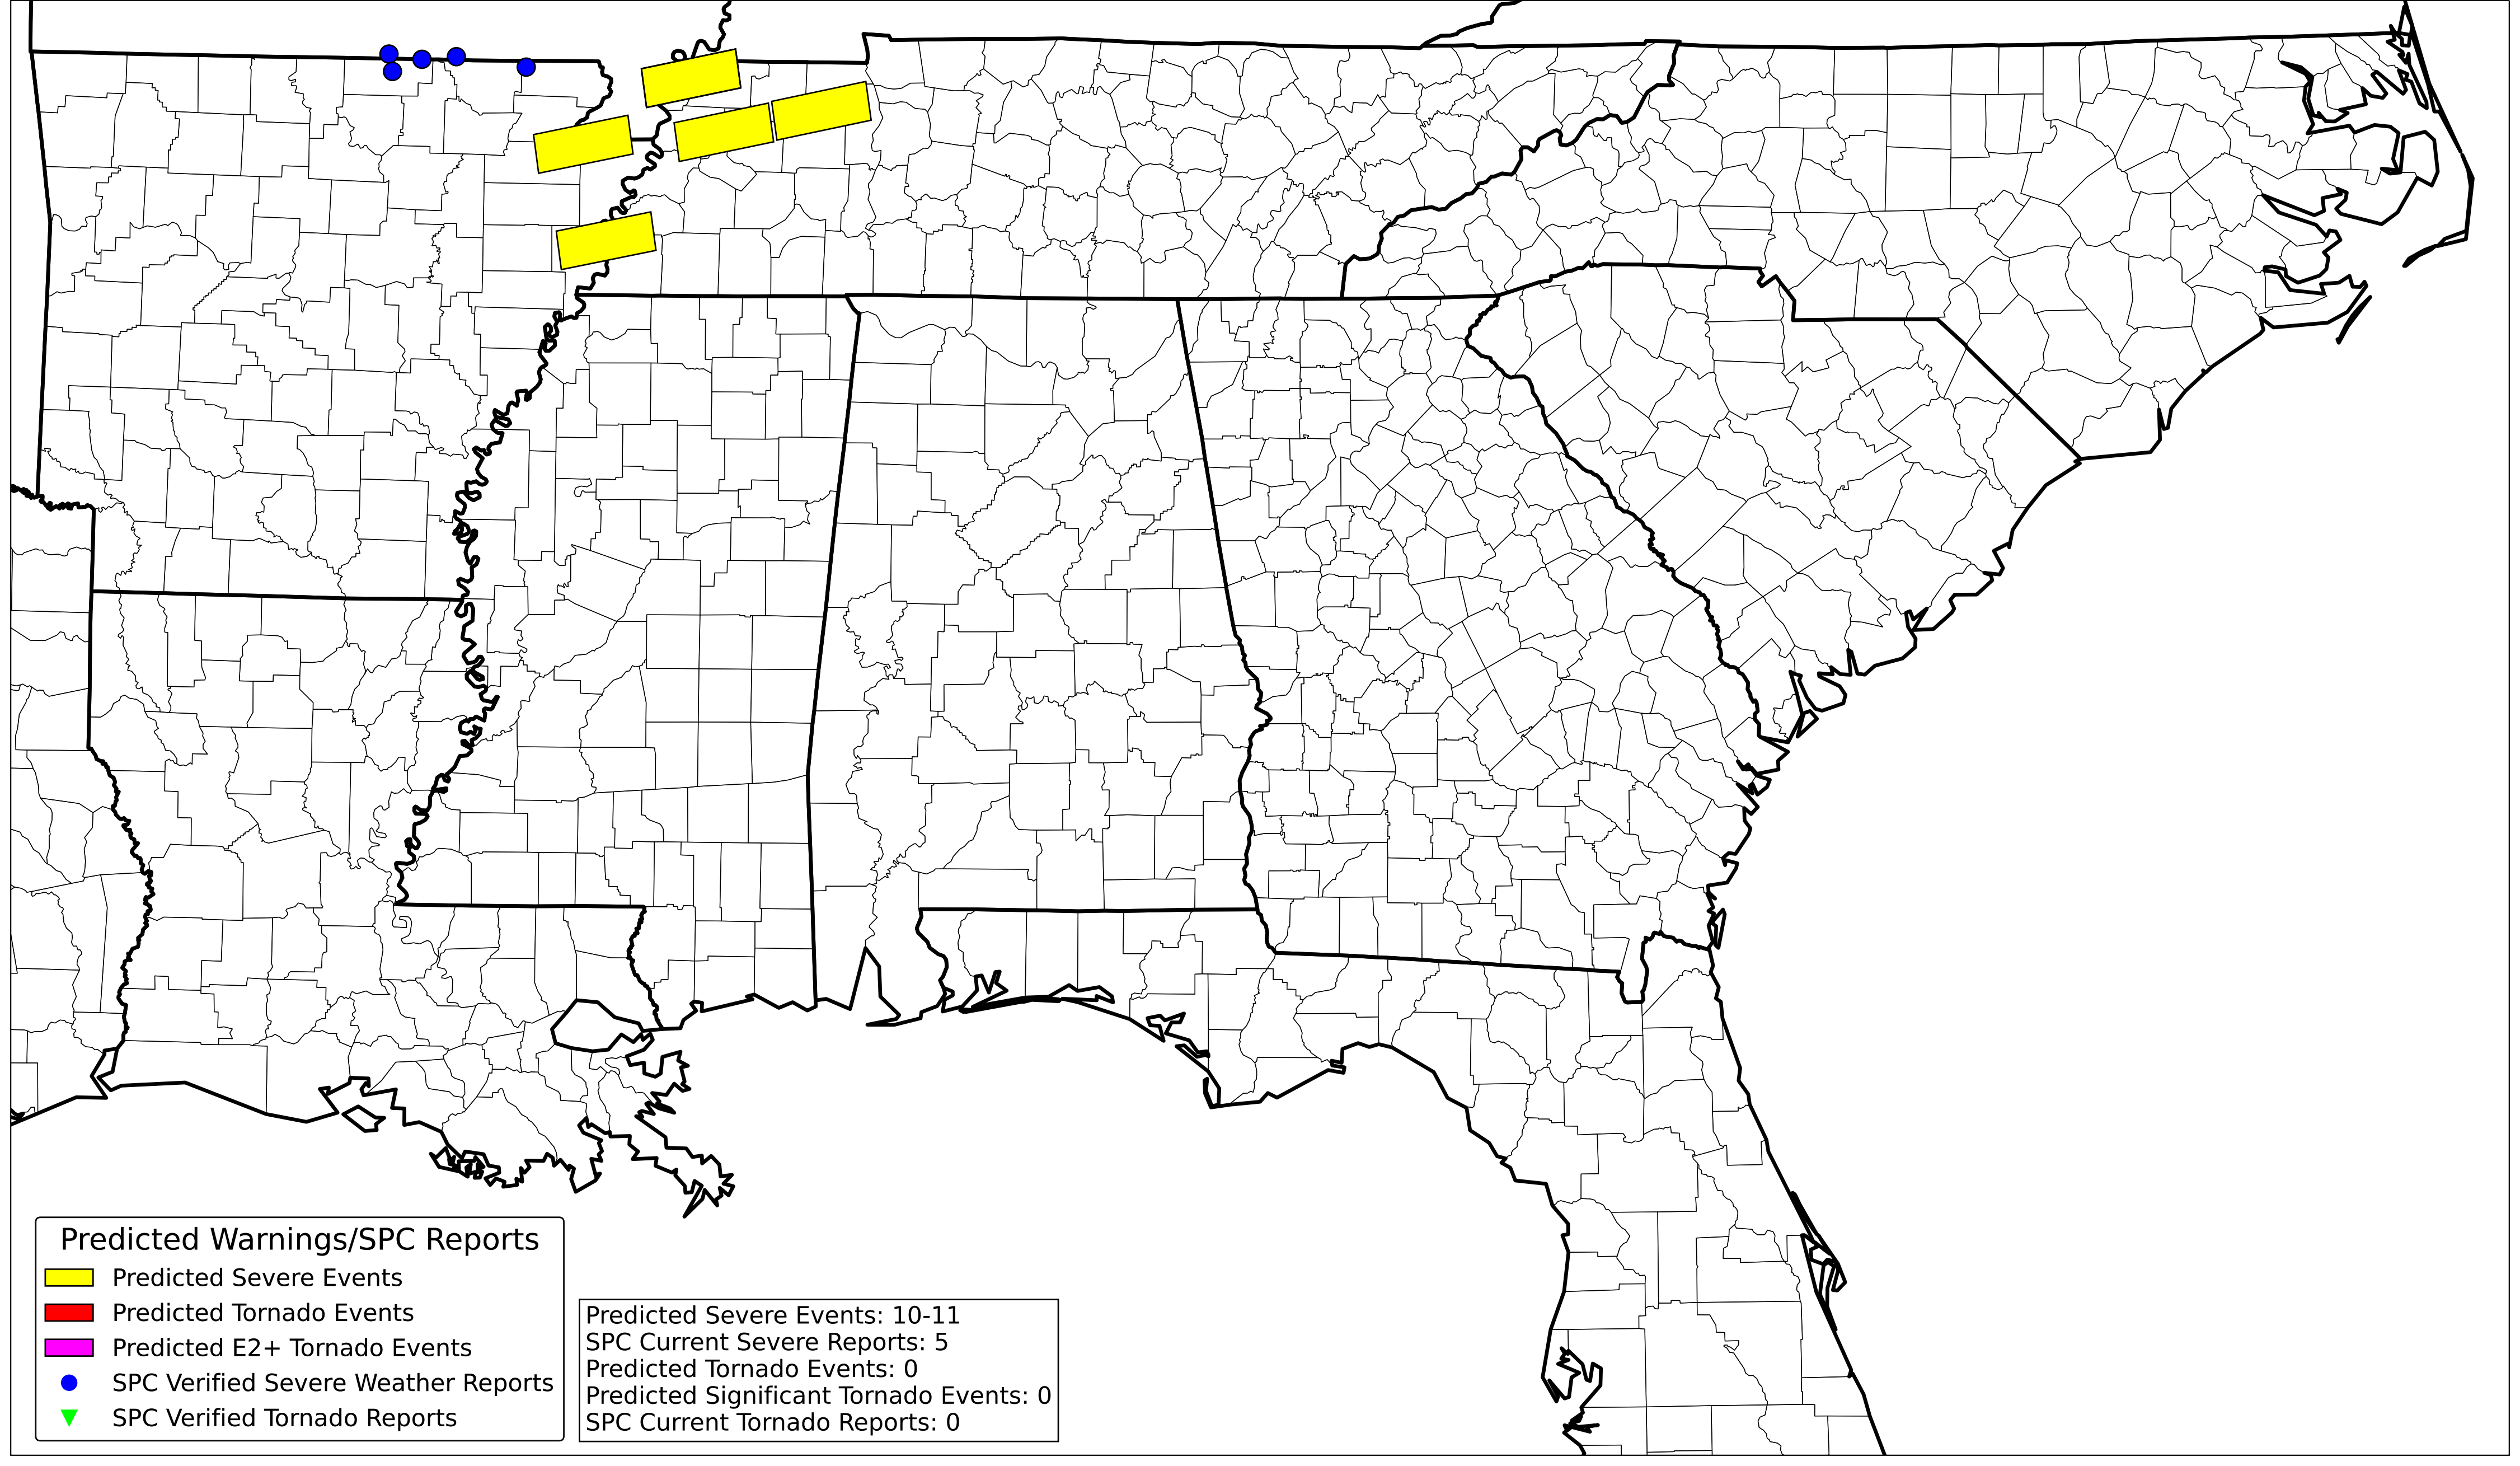 Predicted Warnings/SPC Reports
Predicted Severe Events
Predicted Tornado Events
Predicted E2+ Tornado Events
SPC Verified Severe Weather Reports
SPC Verified Tornado Reports
Predicted Severe Events: 10-11
SPC Current Severe Reports: 5
Predicted Tornado Events: 0
Predicted Significant Tornado Events: 0
SPC Current Tornado Reports: 0